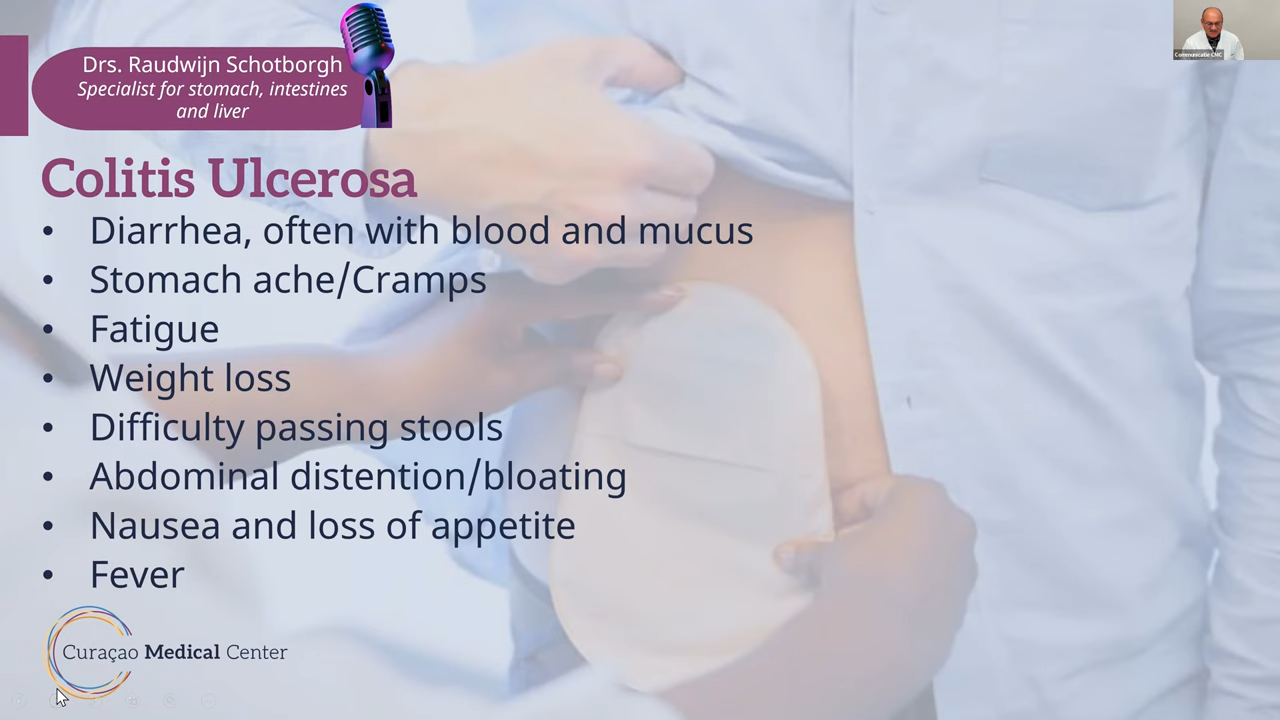 Drs. Raudwijn Schotborgh
Specialist for stomach, intestines
and liver
Communicatie CMC
Colitis Ulcerosa
• Diarrhea, often with blood and mucus
• Stomach ache/Cramps
• Fatigue
• Weight loss
• Difficulty passing stools
• Abdominal distention/bloating
• Nausea and loss of appetite
• Fever
Curaçao Medical Center